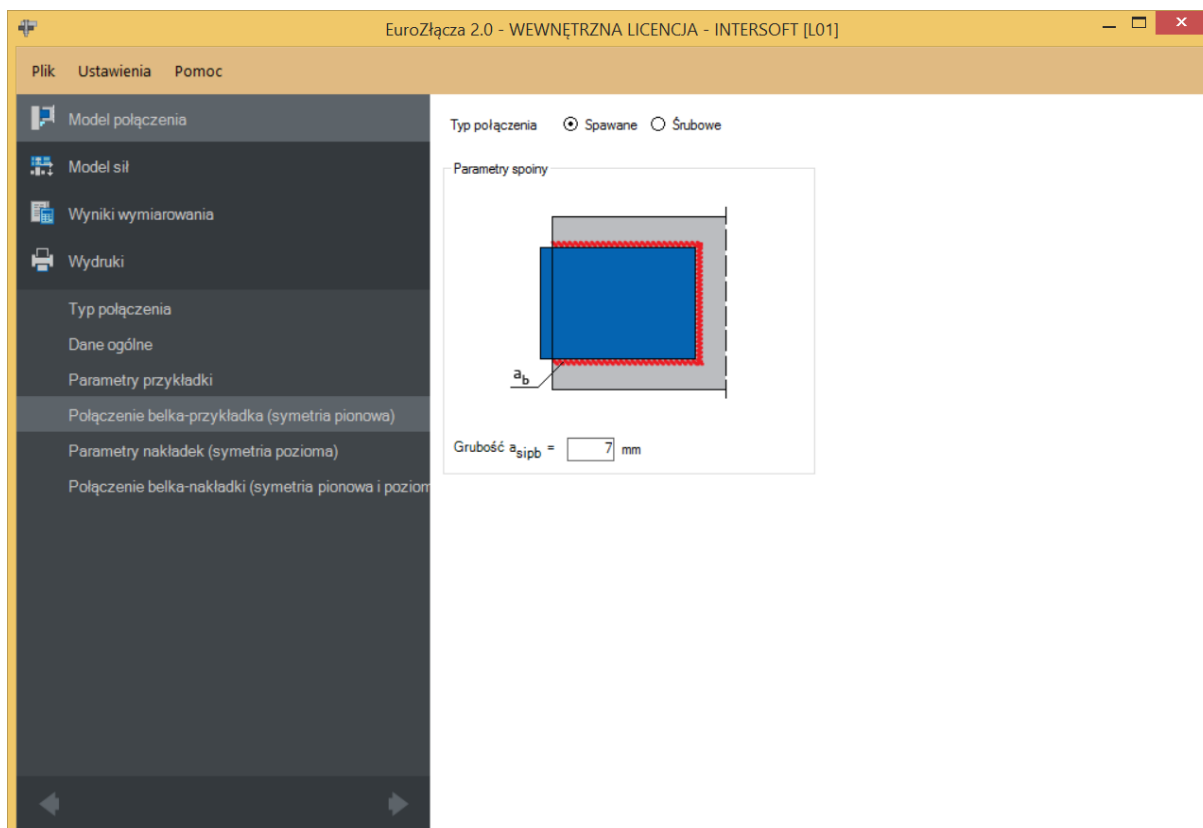 EuroZłącza 2.0 - WEWNĘTRZNA LICENCJA - INTERSOFT [L01]
Plik Ustawienia Pomoc
Model połączenia
Model sił
Wyniki wymiarowania
Wydruki
Typ połączenia
Dane ogólne
Parametry przykładki
Połączenie belka-przykładka (symetria pionowa)
Parametry nakładek (symetria pozioma)
Połączenie belka-nakładki (symetria pionowa i poziom
Typ połączenia Spawane Śrubowe
Parametry spoiny
ab
Grubość asipb = 7 mm